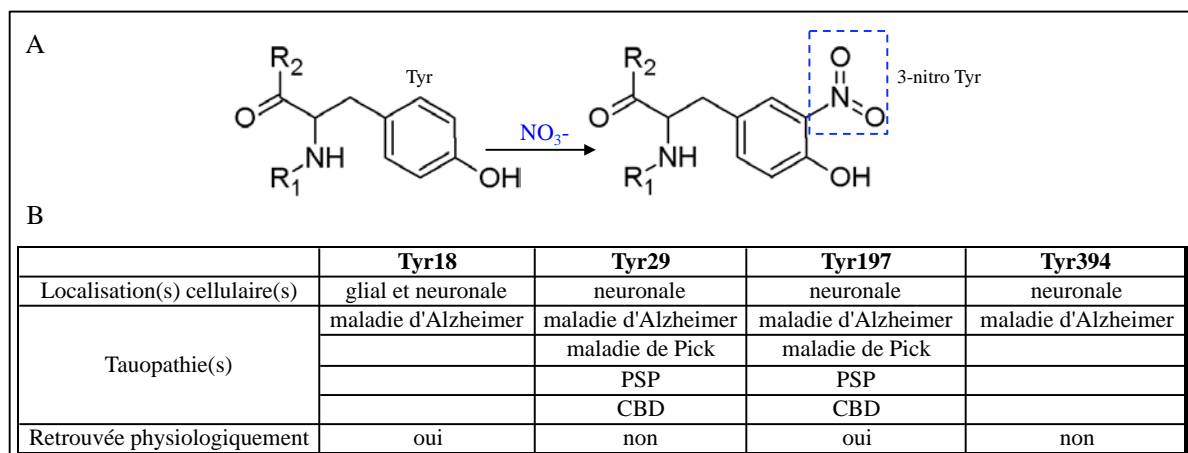 A
R2
Tyr
O
NH
R1
OH
NO3-
R2
O
NH
R1
O
N
O
OH
3-nitro Tyr
B
Tyr18 Tyr29 Tyr197 Tyr394
Localisation(s) cellulaire(s) glial et neuronale neuronale neuronale neuronale
Tauopathie(s) maladie d'Alzheimer maladie d'Alzheimer maladie d'Alzheimer maladie d'Alzheimer
maladie de Pick maladie de Pick
PSP PSP
CBD CBD
Retrouvée physiologiquement oui non oui non